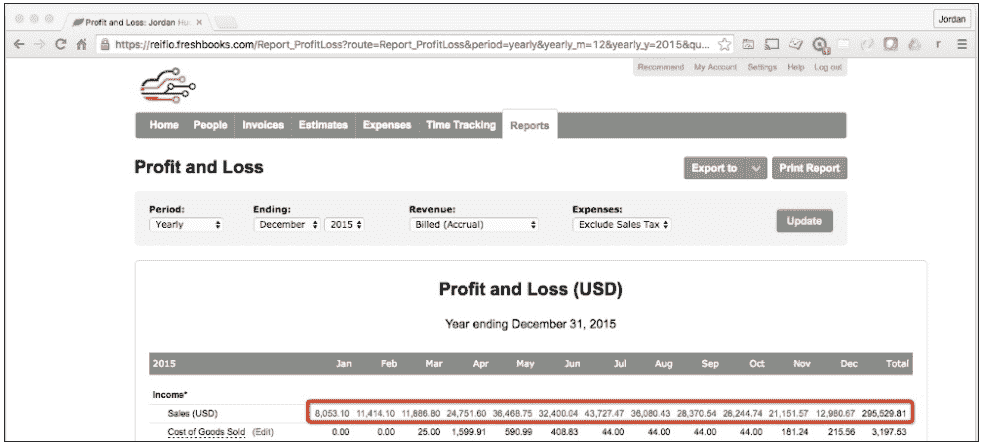 Profit and Loss: Jordan Hu
Jordan
https://reifio.freshbooks.com/Report_ProfitLoss?route=Report_ProfitLoss&period=yearly&yearly_m=12&yearly_y=2015&qu...
Recommend My Account Settings Help Log out
Home People Invoices Estimates Expenses Time Tracking Reports
Profit and Loss
Export to Print Report
Period: Ending: Revenue: Expenses:
Yearly December 2015 Billed (Accrual) Exclude Sales Tax
Update
Profit and Loss (USD)
Year ending December 31, 2015
2015 Jan Feb Mar Apr May Jun Jul Aug Sep Oct Nov Dec Total
Income*
Sales (USD) 8,053.10 11,414.10 11,886.80 24,751.60 36,468.75 32,400.04 43,727.47 36,080.43 28,370.54 28,244.74 21,151.57 12,980.67 295,529.81
Cost of Goods Sold (Edit) 0.00 0.00 25.00 1,599.91 590.99 408.83 44.00 44.00 44.00 44.00 181.24 215.56 3,197.53